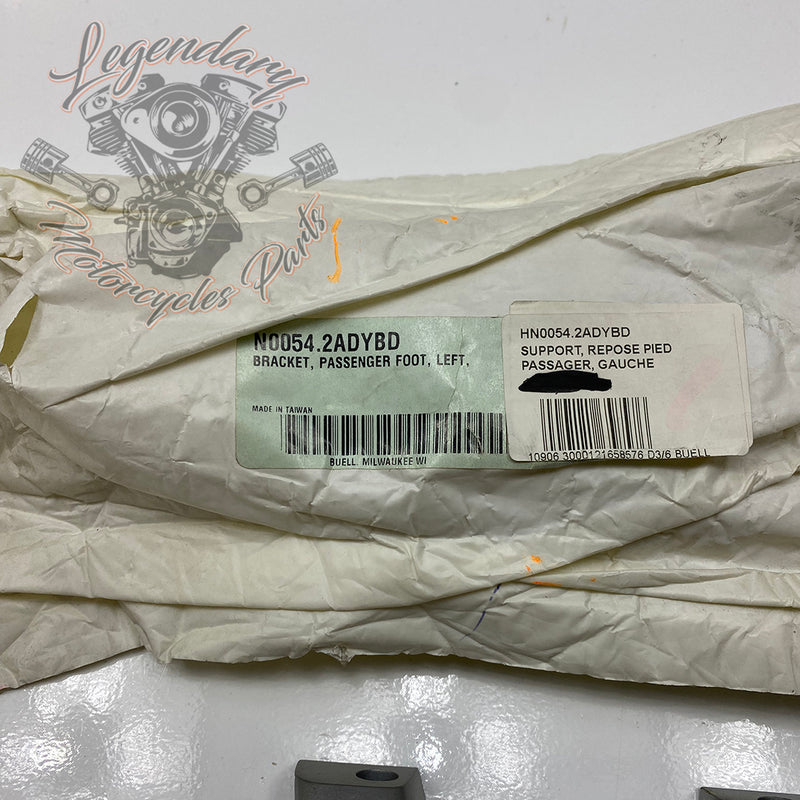 Legendary
Motorcycles Parts
N0054.2ADYBD
BRACKET, PASSENGER FOOT, LEFT,
MADE IN TAIWAN
BUELL. MILWAUKEE WI
HN0054.2ADYBD
SUPPORT, REPOSE PIED
PASSAGER, GAUCHE
10906 3000121658576 D3/6 BUELL